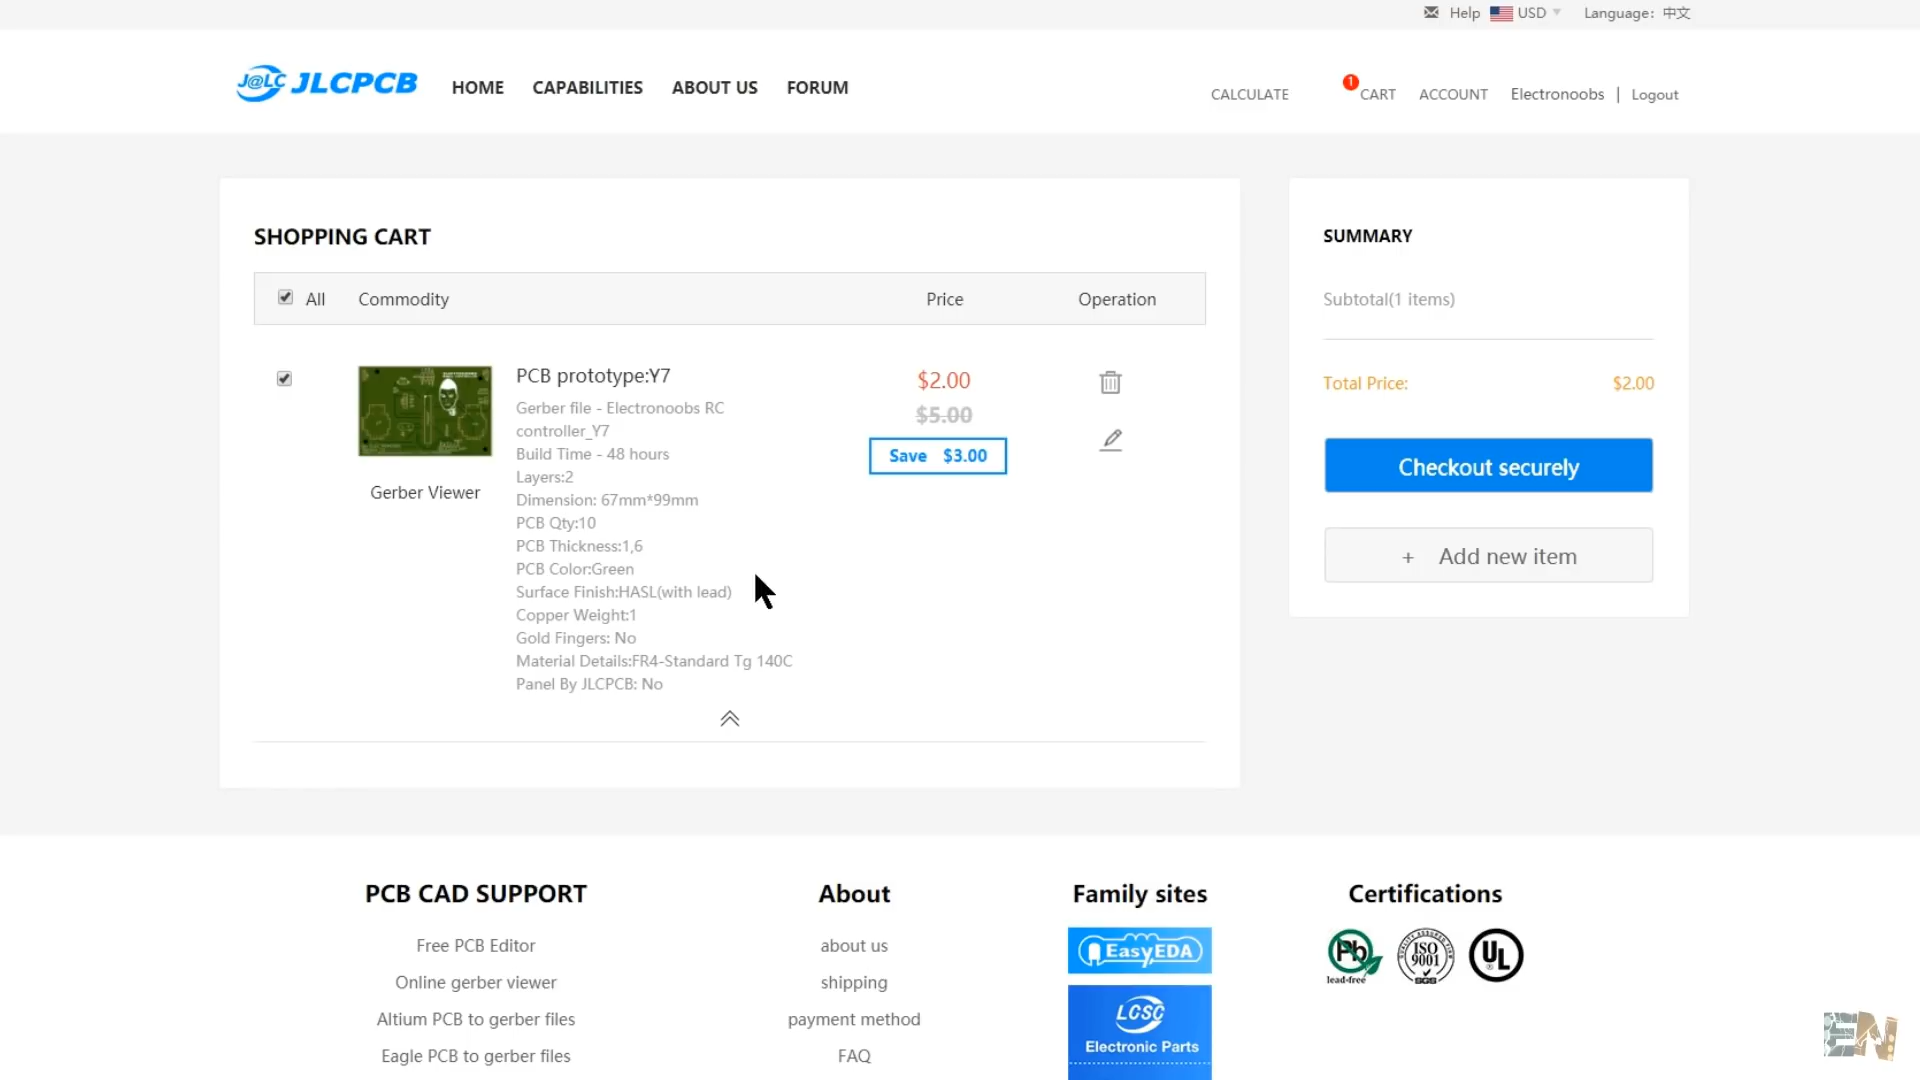 Help USD Language: 中文
J@LC JLCPCB HOME CAPABILITIES ABOUT US FORUM CALCULATE 1 CART ACCOUNT Electronoobs | Logout
SHOPPING CART
All Commodity Price Operation
PCB prototype:Y7
Gerber file - Electronoobs RC
controller_Y7
Build Time - 48 hours
Layers:2
Dimension: 67mm*99mm
PCB Qty:10
PCB Thickness:1,6
PCB Color:Green
Surface Finish:HASL(with lead)
Copper Weight:1
Gold Fingers: No
Material Details:FR4-Standard Tg 140C
Panel By JLCPCB: No
Gerber Viewer
$2.00
$5.00
Save $3.00
SUMMARY
Subtotal(1 items)
Total Price: $2.00
Checkout securely
+ Add new item
PCB CAD SUPPORT
Free PCB Editor
Online gerber viewer
Altium PCB to gerber files
Eagle PCB to gerber files
About
about us
shipping
payment method
FAQ
Family sites
EasyEDA
LCSC
Electronic Parts
Certifications
Pb
lead-free
ISO
9001
SGS
UL
EN